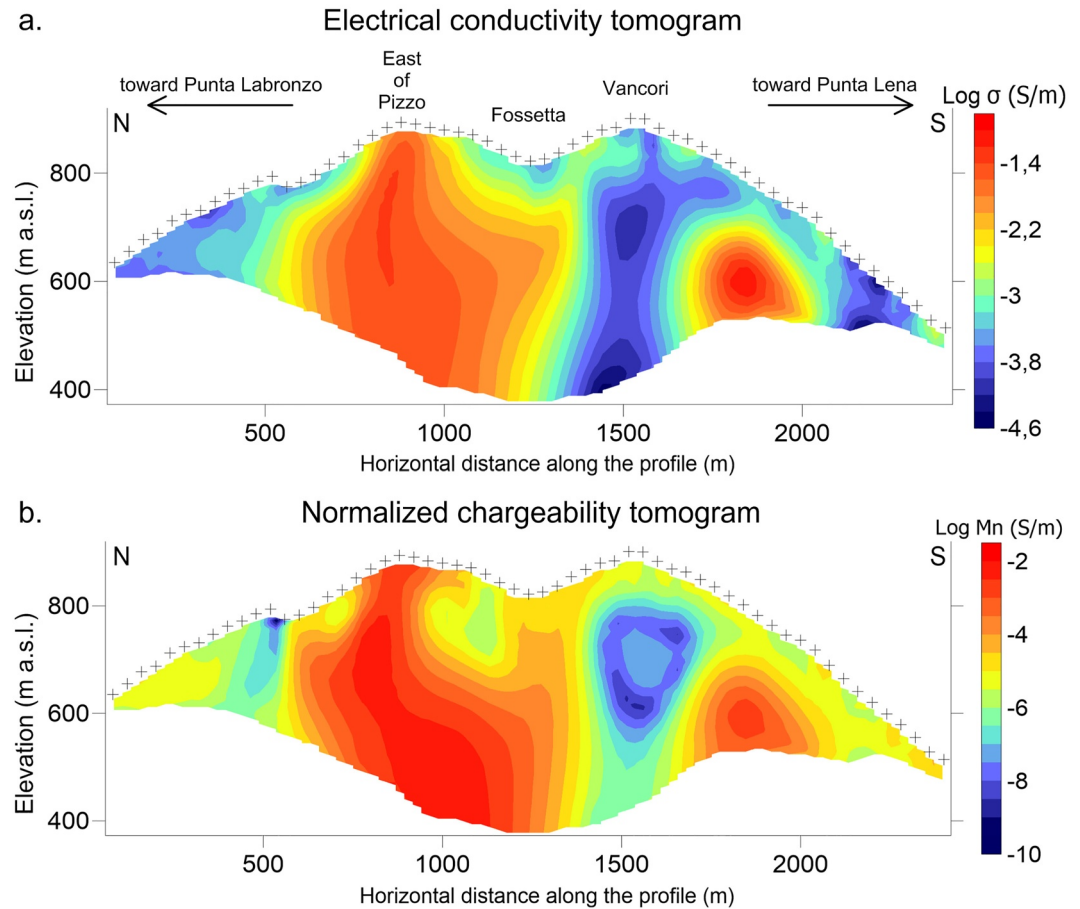 a.
Electrical conductivity tomogram
toward Punta Labronzo
East
of
Pizzo
Fossetta
Vancori
toward Punta Lena
Log σ (S/m)
N
S
800
600
400
Elevation (m a.s.l.)
500
1000
1500
2000
Horizontal distance along the profile (m)
-1,4
-2,2
-3
-3,8
-4,6
b.
Normalized chargeability tomogram
Log Mn (S/m)
N
S
800
600
400
Elevation (m a.s.l.)
500
1000
1500
2000
Horizontal distance along the profile (m)
-2
-4
-6
-8
-10